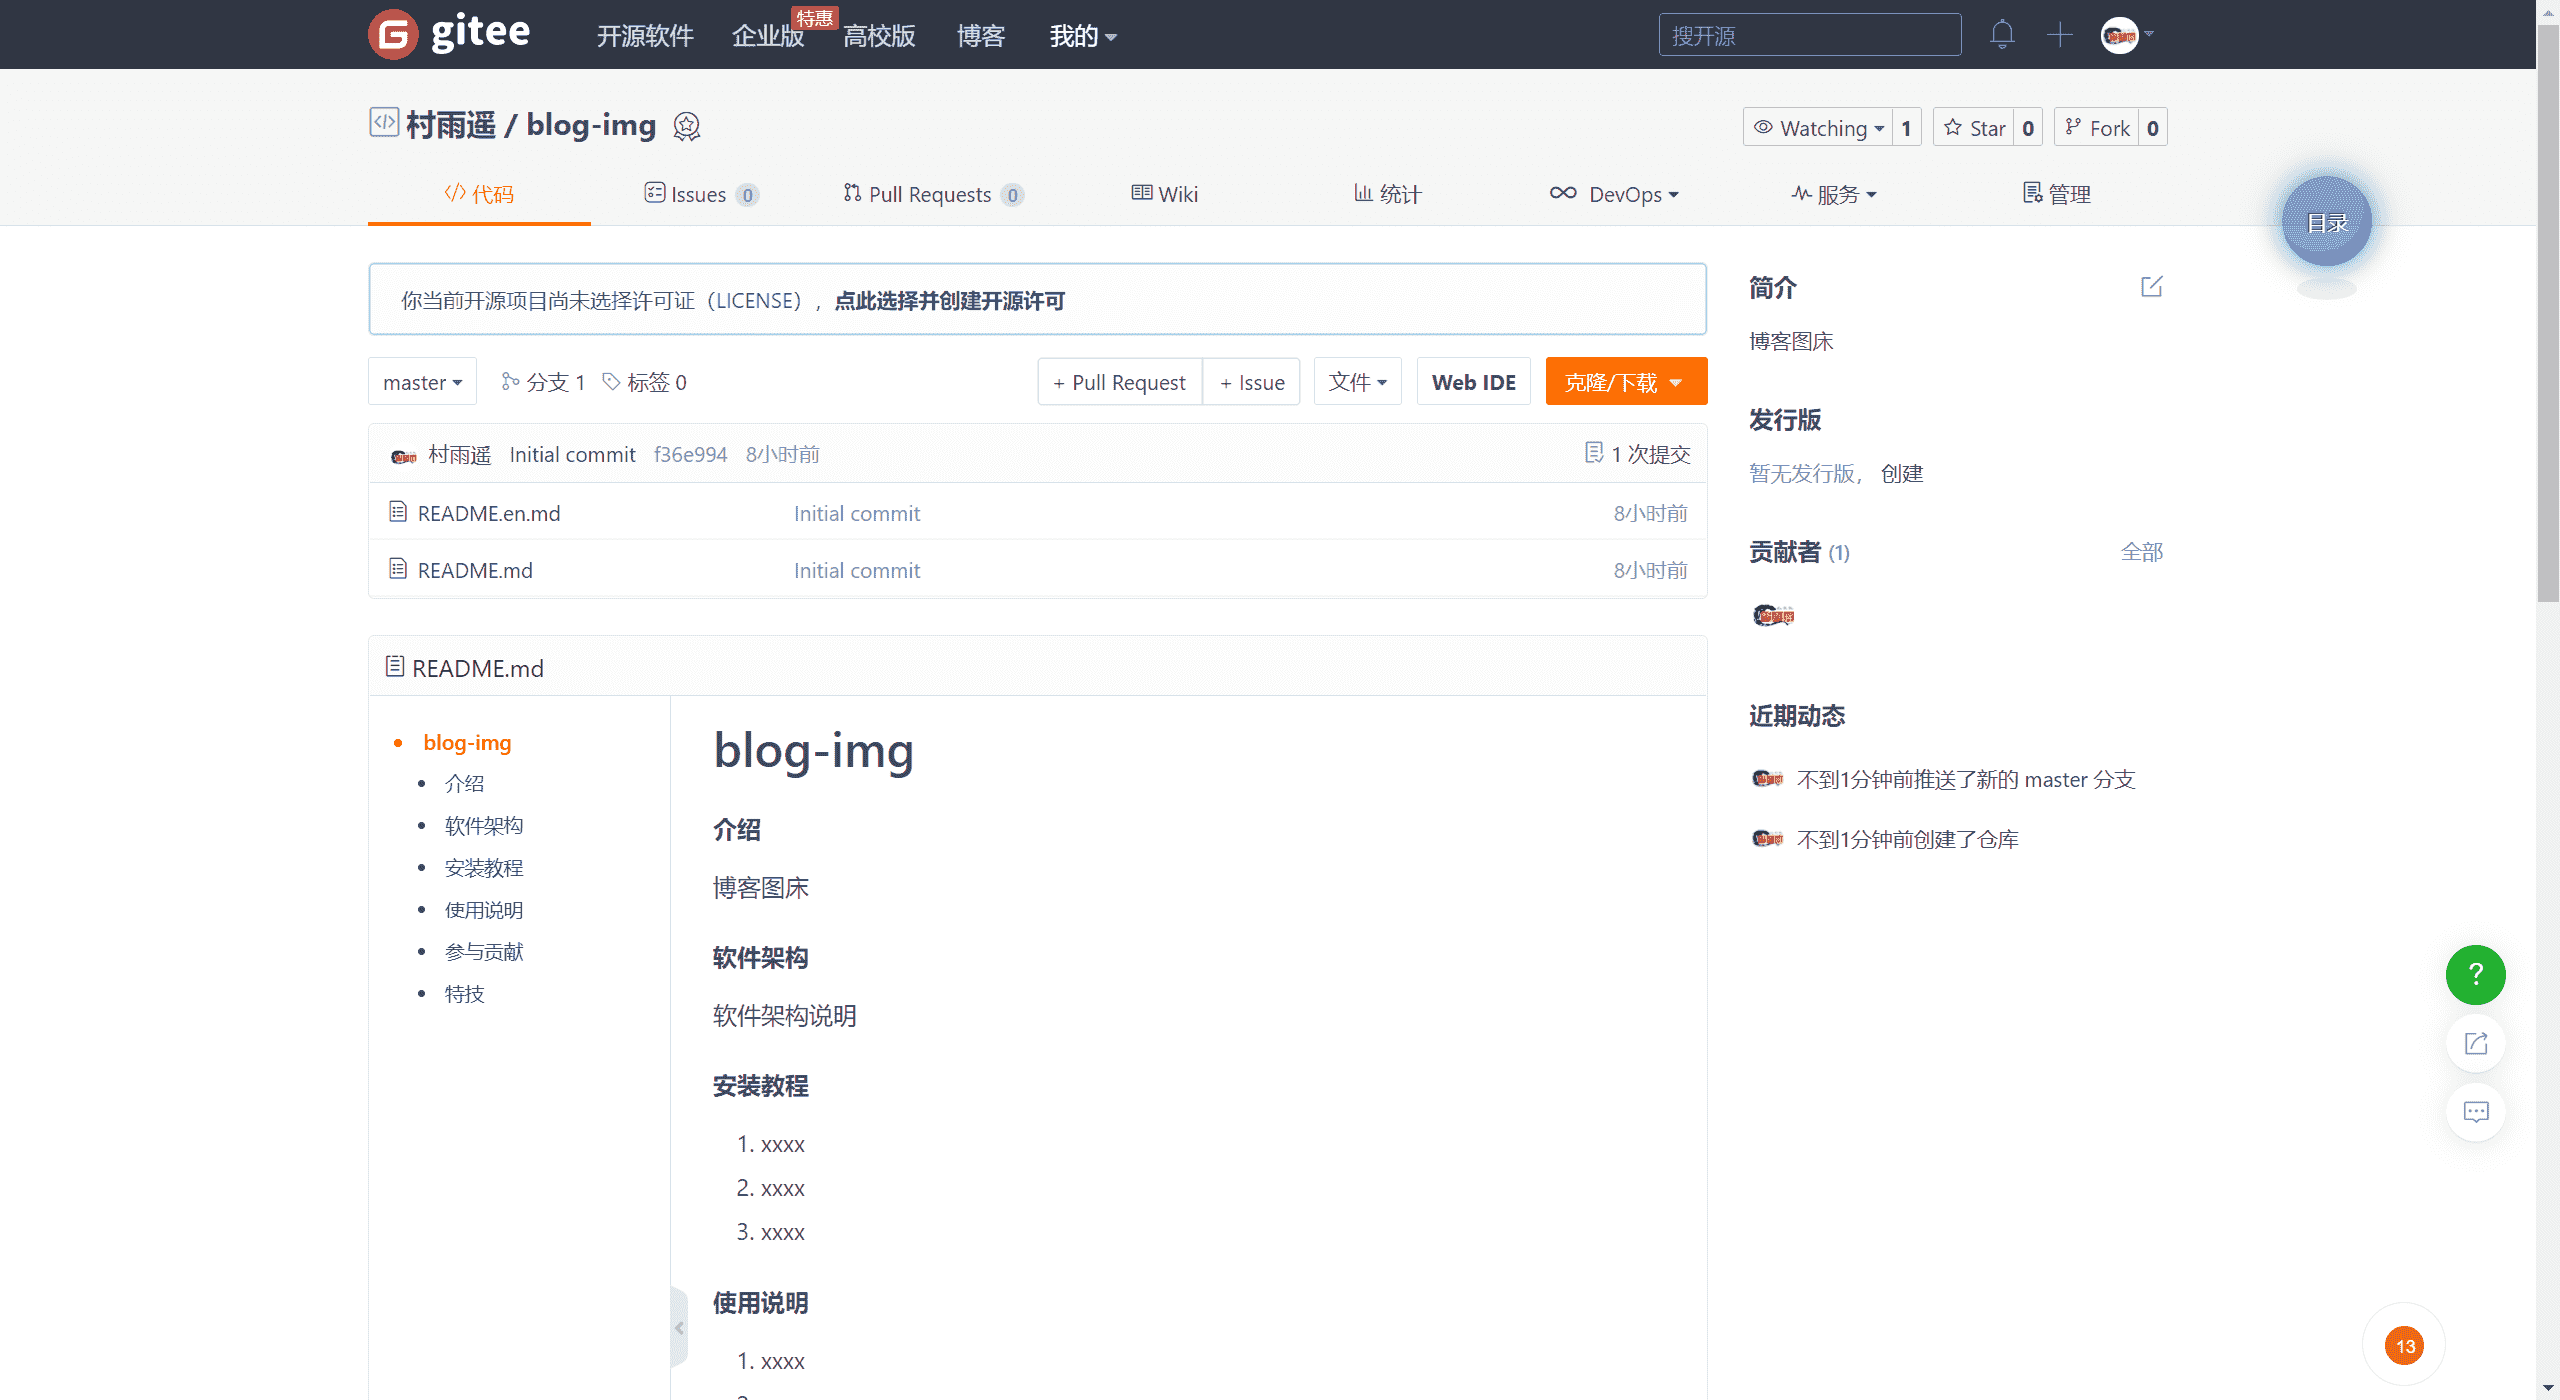 gitee 开源软件 企业版 特惠 高校版 博客 我的 搜开源
村雨遥 / blog-img Watching 1 Star 0 Fork 0
代码 Issues 0 Pull Requests 0 Wiki 统计 DevOps 服务 管理
目录
你当前开源项目尚未选择许可证（LICENSE），点此选择并创建开源许可
master 分支 1 标签 0 + Pull Request + Issue 文件 Web IDE 克隆/下载
村雨遥 Initial commit f36e994 8小时前 1 次提交
README.en.md Initial commit 8小时前
README.md Initial commit 8小时前
README.md
blog-img
介绍
软件架构
安装教程
使用说明
参与贡献
特技
blog-img
介绍
博客图床
软件架构
软件架构说明
安装教程
1. xxxx
2. xxxx
3. xxxx
使用说明
1. xxxx
简介
博客图床
发行版
暂无发行版， 创建
贡献者 (1) 全部
近期动态
不到1分钟前推送了新的 master 分支
不到1分钟前创建了仓库
?
13